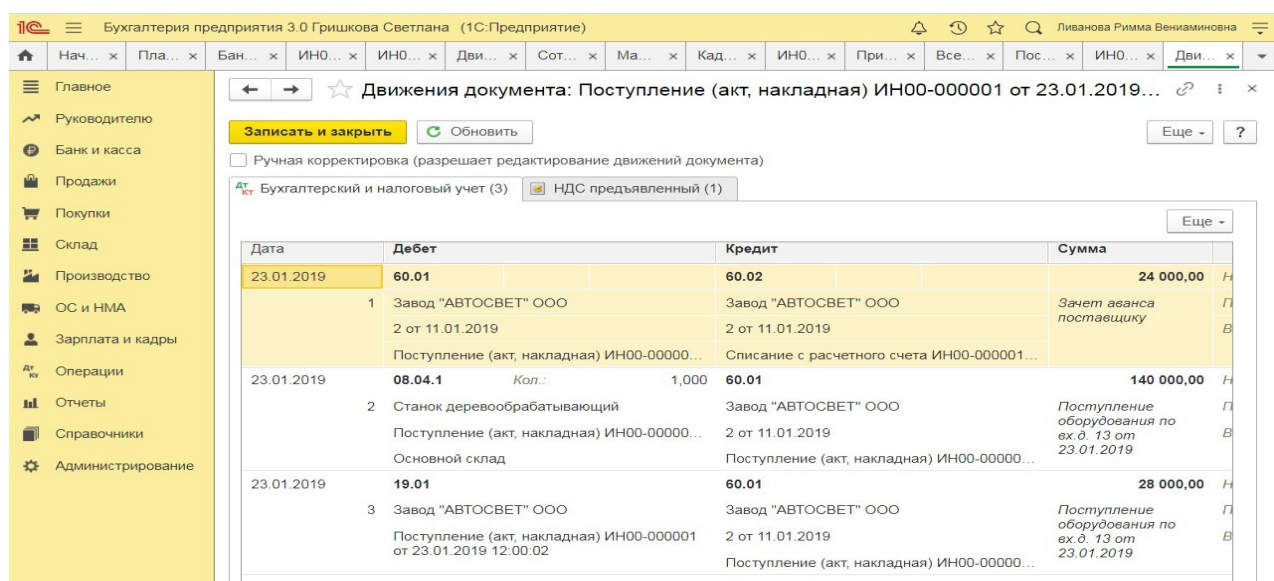 1С Бухгалтерия предприятия 3.0 Гришкова Светлана (1С:Предприятие) Ливанова Римма Вениаминовна
Нач... × Пла... × Бан... × ИН0... × ИН0... × Дви... × Сот... × Ма... × Кад... × ИН0... × При... × Все... × Пос... × ИН0... × Дви... ×
Главное
Руководителю
Банк и касса
Продажи
Покупки
Склад
Производство
ОС и НМА
Зарплата и кадры
Операции
Отчеты
Справочники
Администрирование
Движения документа: Поступление (акт, накладная) ИН00-000001 от 23.01.2019...
Записать и закрыть Обновить Еще ?
Ручная корректировка (разрешает редактирование движений документа)
Дт Кт Бухгалтерский и налоговый учет (3) НДС предъявленный (1)
Еще
Дата Дебет Кредит Сумма
23.01.2019 60.01 60.02 24 000,00 Н
1 Завод "АВТОСВЕТ" ООО Завод "АВТОСВЕТ" ООО Зачет аванса П
поставщику
2 от 11.01.2019 2 от 11.01.2019 В
Поступление (акт, накладная) ИН00-00000... Списание с расчетного счета ИН00-000001...
23.01.2019 08.04.1 Кол.: 1,000 60.01 140 000,00 Н
2 Станок деревообрабатывающий Завод "АВТОСВЕТ" ООО Поступление П
оборудования по
Поступление (акт, накладная) ИН00-00000... 2 от 11.01.2019 вх.д. 13 от В
23.01.2019
Основной склад Поступление (акт, накладная) ИН00-00000...
23.01.2019 19.01 60.01 28 000,00 Н
3 Завод "АВТОСВЕТ" ООО Завод "АВТОСВЕТ" ООО Поступление П
оборудования по
Поступление (акт, накладная) ИН00-000001 2 от 11.01.2019 вх.д. 13 от В
от 23.01.2019 12:00:02 23.01.2019
Поступление (акт, накладная) ИН00-00000...